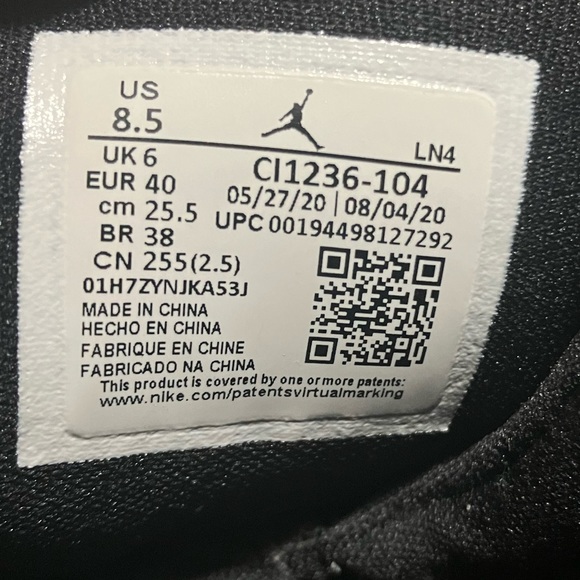 US
8.5
LN4
UK 6
EUR 40
cm 25.5
BR 38
CN 255(2.5)
CI1236-104
05/27/20 | 08/04/20
UPC 00194498127292
01H7ZYNJKA53J
MADE IN CHINA
HECHO EN CHINA
FABRIQUE EN CHINE
FABRICADO NA CHINA
This product is covered by one or more patents:
www.nike.com/patentsvirtualmarking